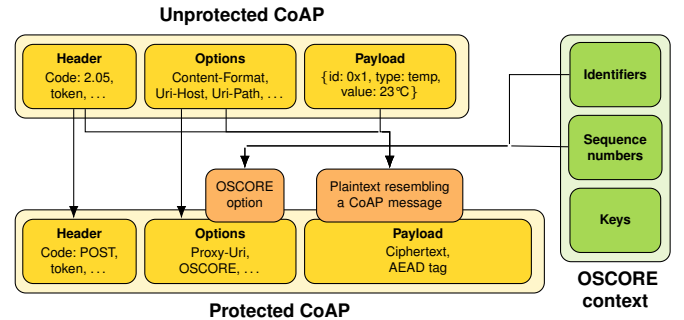 Unprotected CoAP
Header
Code: 2.05,
token, . . .
Options
Content-Format,
Uri-Host, Uri-Path, . . .
Payload
{id: 0x1, type: temp,
value: 23°C}
Identifiers
Sequence
numbers
Keys
OSCORE
context
OSCORE
option
Plaintext resembling
a CoAP message
Header
Code: POST,
token, . . .
Options
Proxy-Uri,
OSCORE, . . .
Payload
Ciphertext,
AEAD tag
Protected CoAP